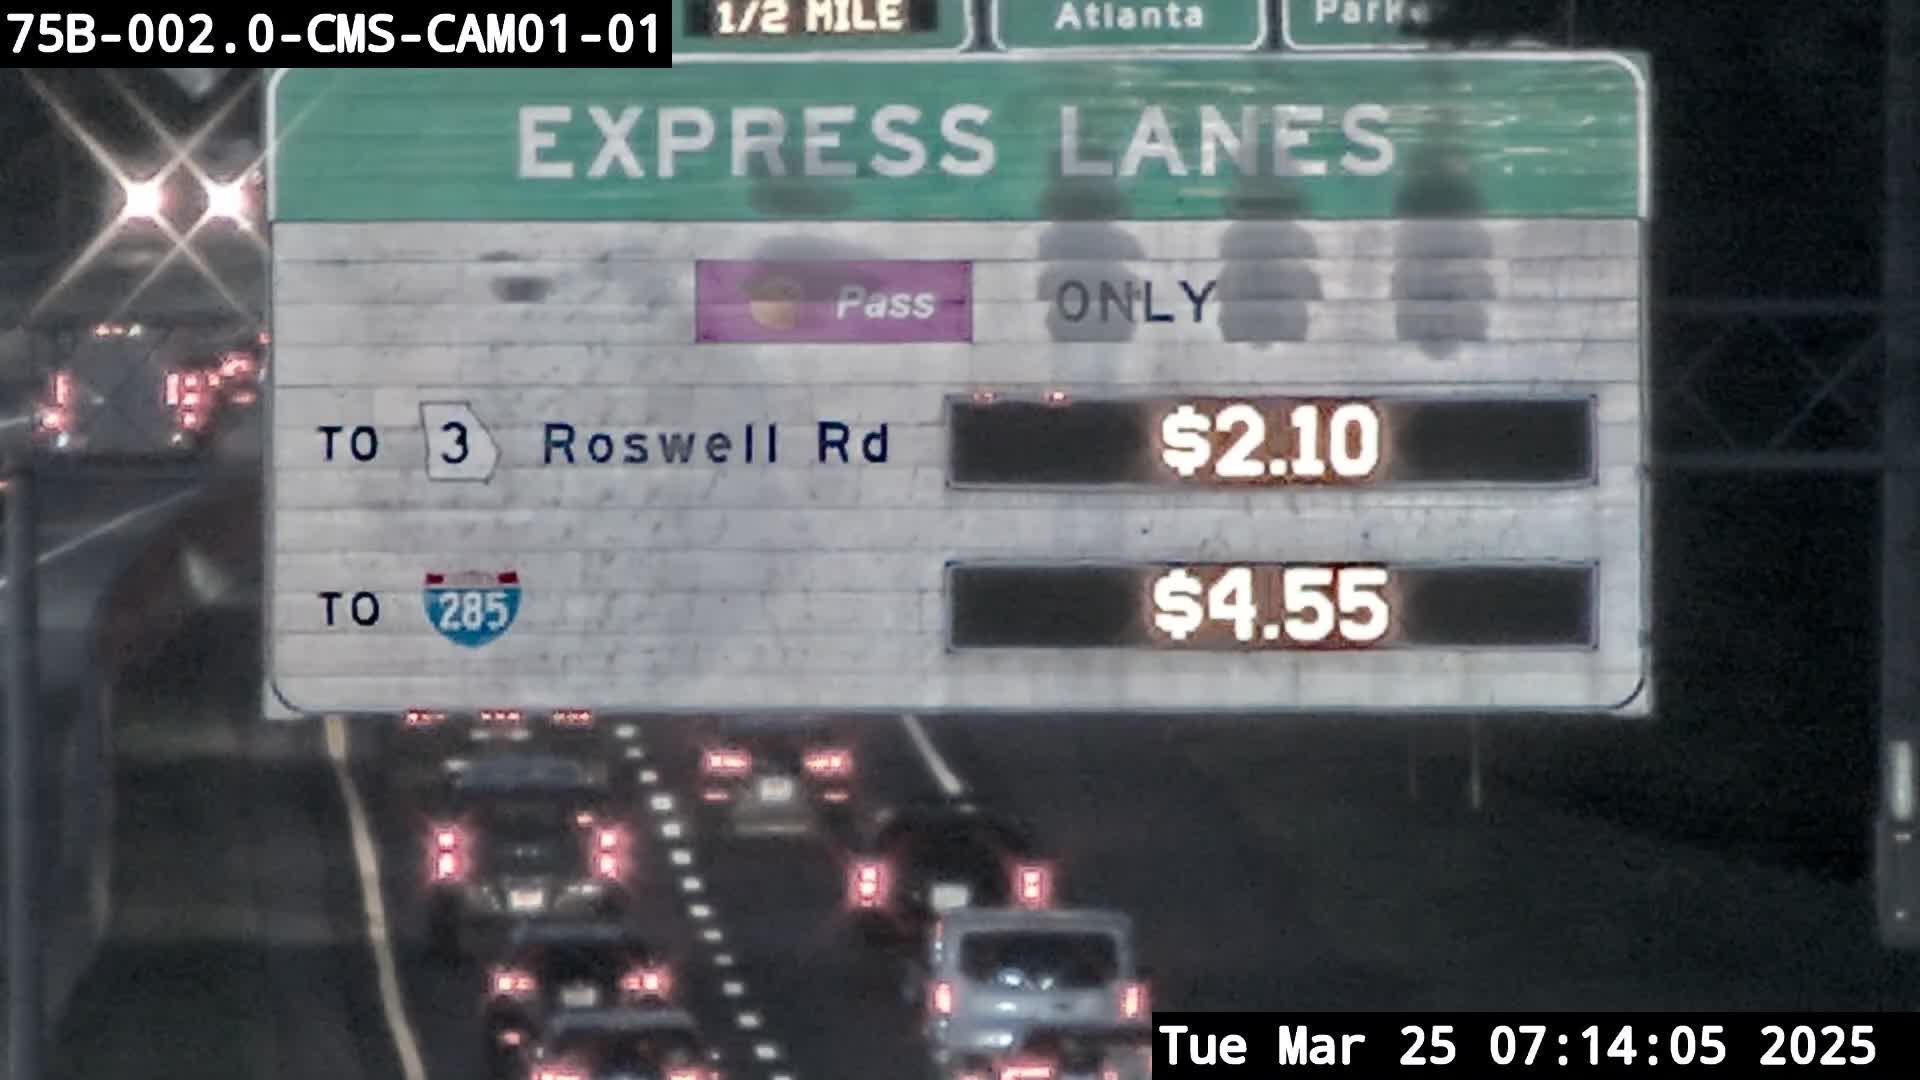 75B-002.0-CMS-CAM01-01
1/2 MILE
Atlanta
EXPRESS LANES
Pass ONLY
TO 3 Roswell Rd $2.10
TO 285 $4.55
Tue Mar 25 07:14:05 2025